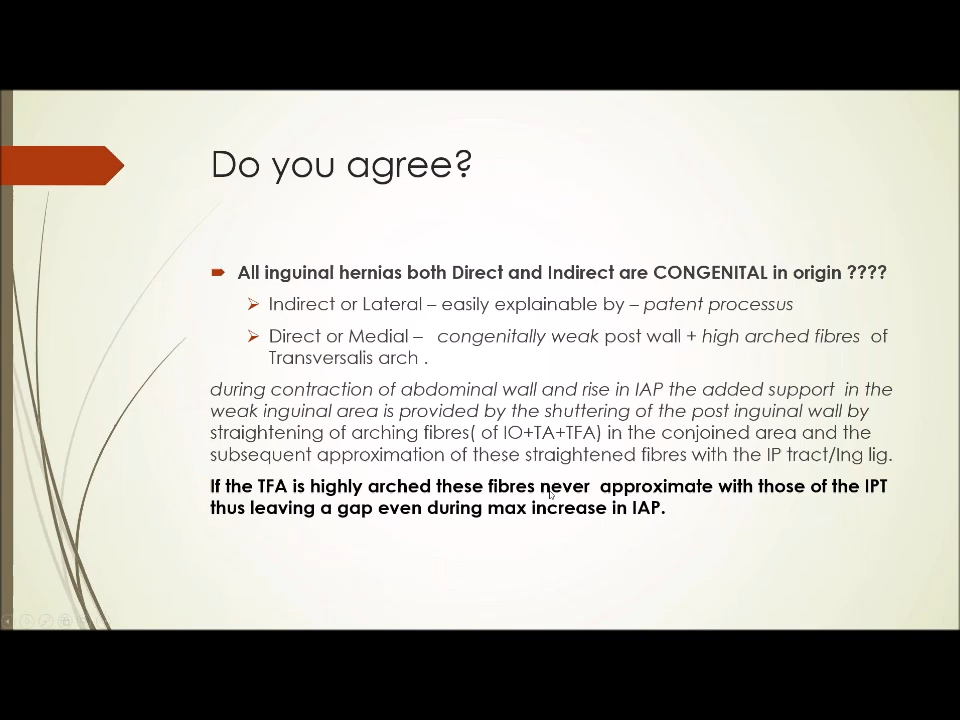 Do you agree?
All inguinal hernias both Direct and Indirect are CONGENITAL in origin ????
Indirect or Lateral – easily explainable by – patent processus
Direct or Medial – congenitally weak post wall + high arched fibres of
Transversalis arch .
during contraction of abdominal wall and rise in IAP the added support in the
weak inguinal area is provided by the shuttering of the post inguinal wall by
straightening of arching fibres( of IO+TA+TFA) in the conjoined area and the
subsequent approximation of these straightened fibres with the IP tract/Ing lig.
If the TFA is highly arched these fibres never approximate with those of the IPT
thus leaving a gap even during max increase in IAP.